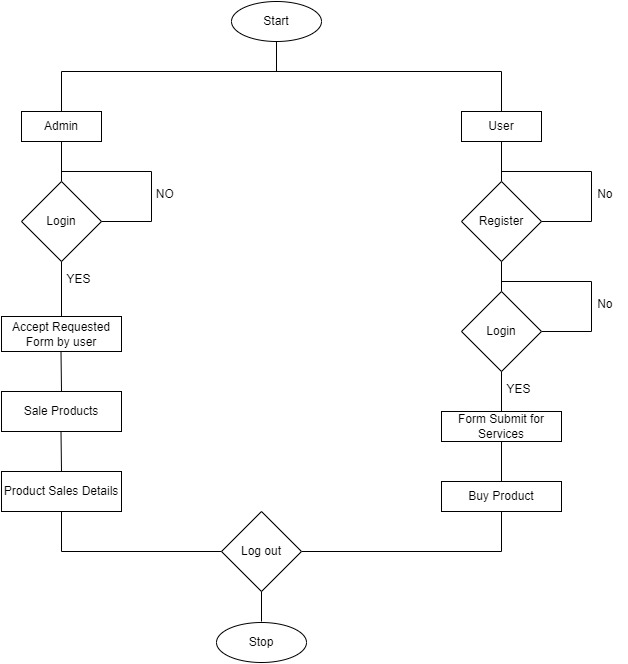 Start
Admin
User
Login
NO
Register
No
YES
Accept Requested
Form by user
Login
No
YES
Sale Products
Form Submit for
Services
Product Sales Details
Buy Product
Log out
Stop